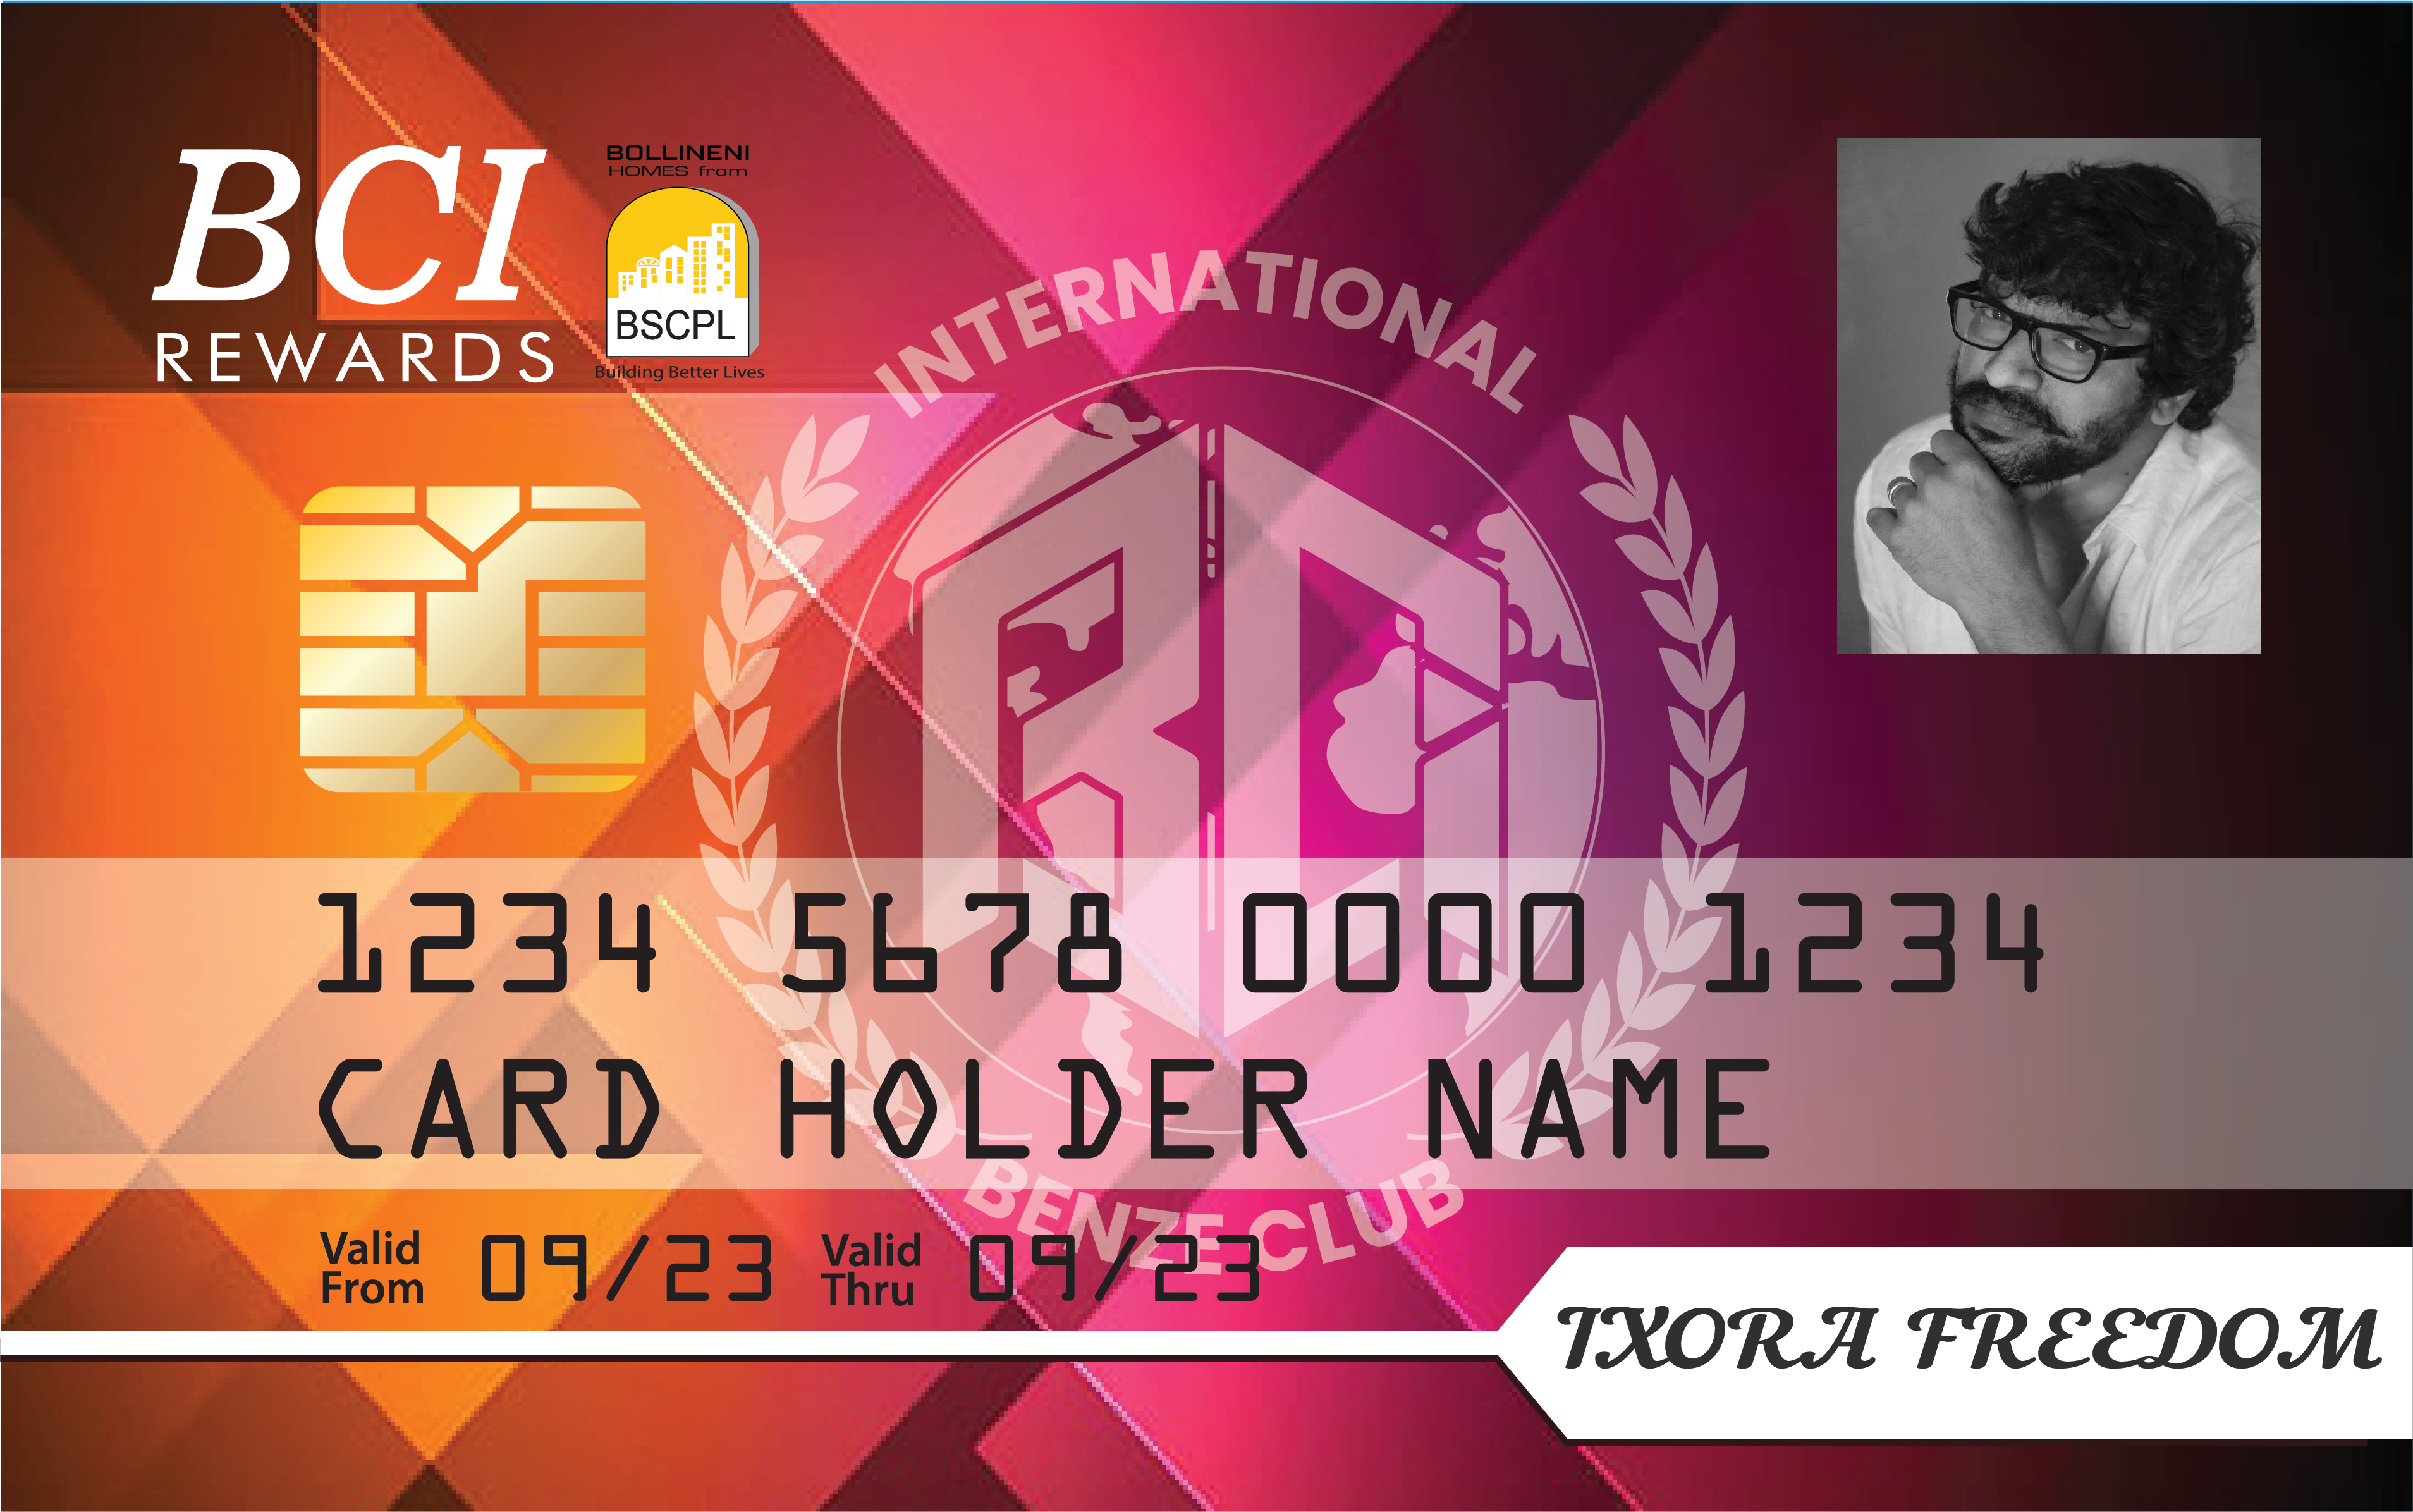 BCI
REWARDS
BOLLINENI
HOMES from
BSCPL
Building Better Lives
INTERNATIONAL
BCI
1234 5678 0000 1234
CARD HOLDER NAME
BENZE CLUB
Valid From 09/23 Valid Thru 09/23
IXORA FREEDOM